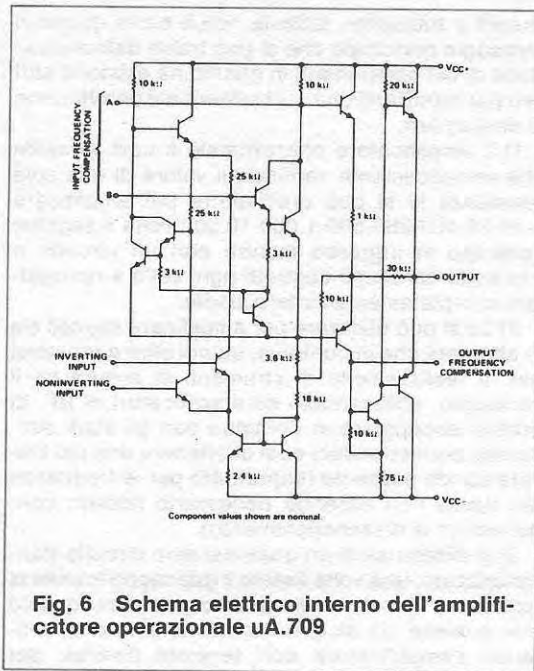 10 kΩ
10 kΩ
20 kΩ
VCC+
A
INPUT FREQUENCY
COMPENSATION
B
25 kΩ
25 kΩ
1 kΩ
3 kΩ
3 kΩ
30 kΩ
OUTPUT
10 kΩ
3.6 kΩ
INVERTING
INPUT
NONINVERTING
INPUT
OUTPUT
FREQUENCY
COMPENSATION
18 kΩ
10 kΩ
2.4 kΩ
75 Ω
VCC-
Component values shown are nominal.
Fig. 6 Schema elettrico interno dell'amplifi-
catore operazionale uA.709